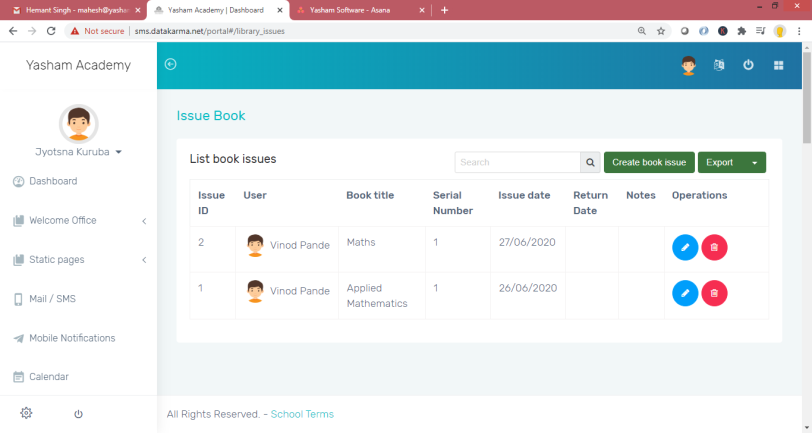 Hemant Singh - mahesh@yasha
Yasham Academy | Dashboard
Yasham Software - Asana
Not secure | sms.datakarma.net/portal#/library_issues
Yasham Academy
Jyotsna Kuruba
Dashboard
Welcome Office
Static pages
Mail / SMS
Mobile Notifications
Calendar
Issue Book
List book issues
Search
Create book issue
Export
Issue ID User Book title Serial Number Issue date Return Date Notes Operations
2 Vinod Pande Maths 1 27/06/2020
1 Vinod Pande Applied Mathematics 1 26/06/2020
All Rights Reserved. - School Terms